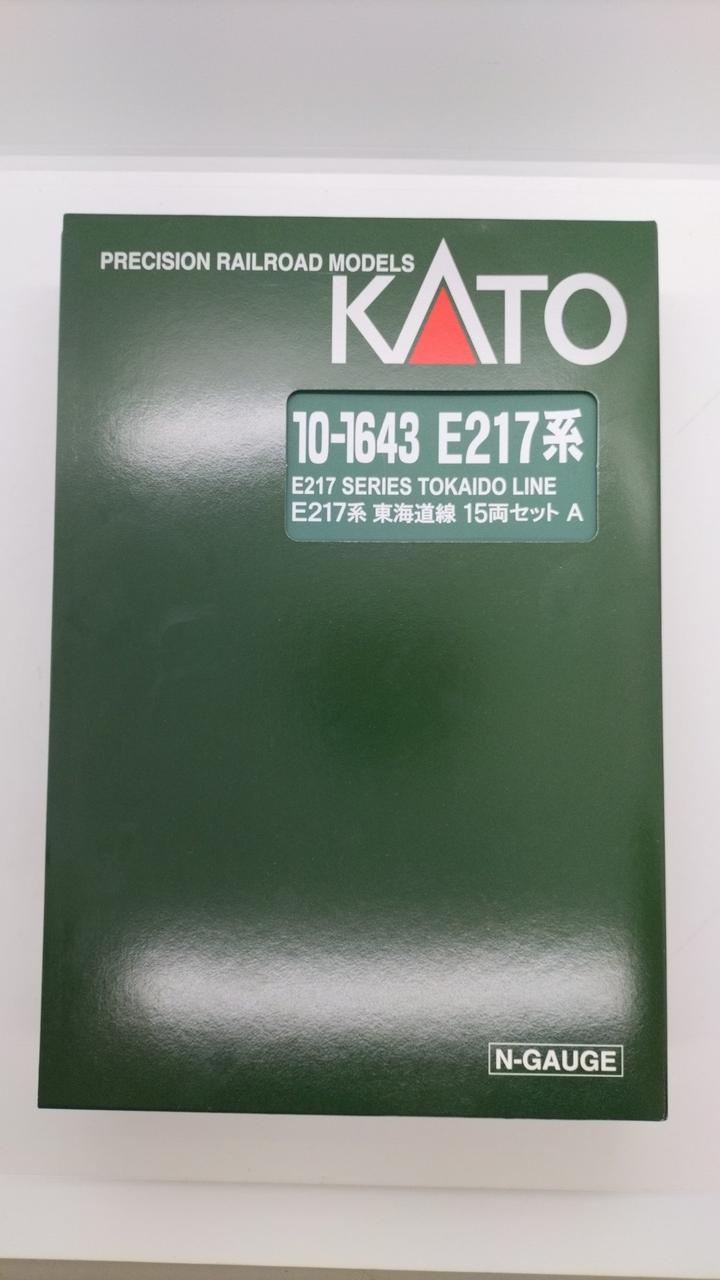 PRECISION RAILROAD MODELS
KATO
10-1643 E217系
E217 SERIES TOKAIDO LINE
E217系 東海道線 15両セット A
N-GAUGE